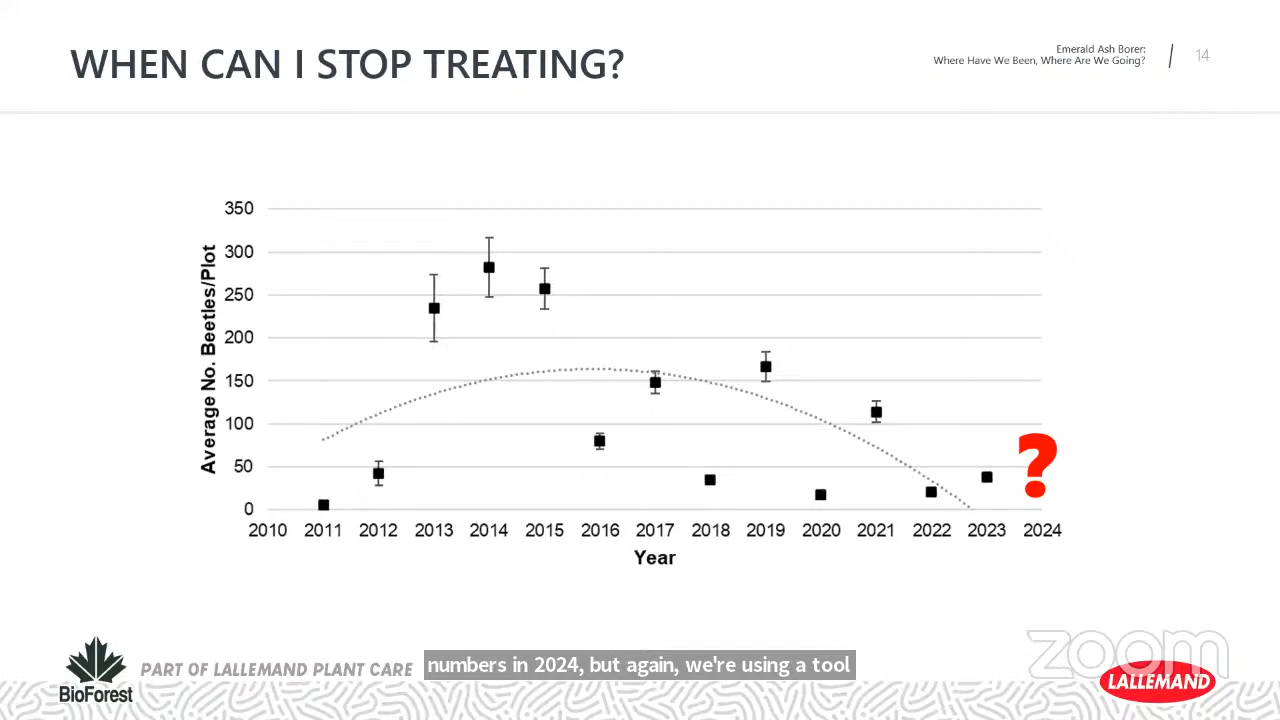 WHEN CAN I STOP TREATING?
Emerald Ash Borer:
Where Have We Been, Where Are We Going?
14
350
300
250
200
150
100
50
0
Average No. Beetles/Plot
?
2010 2011 2012 2013 2014 2015 2016 2017 2018 2019 2020 2021 2022 2023 2024
Year
zoom
BioForest
PART OF LALLEMAND PLANT CARE
numbers in 2024, but again, we're using a tool
LALLEMAND